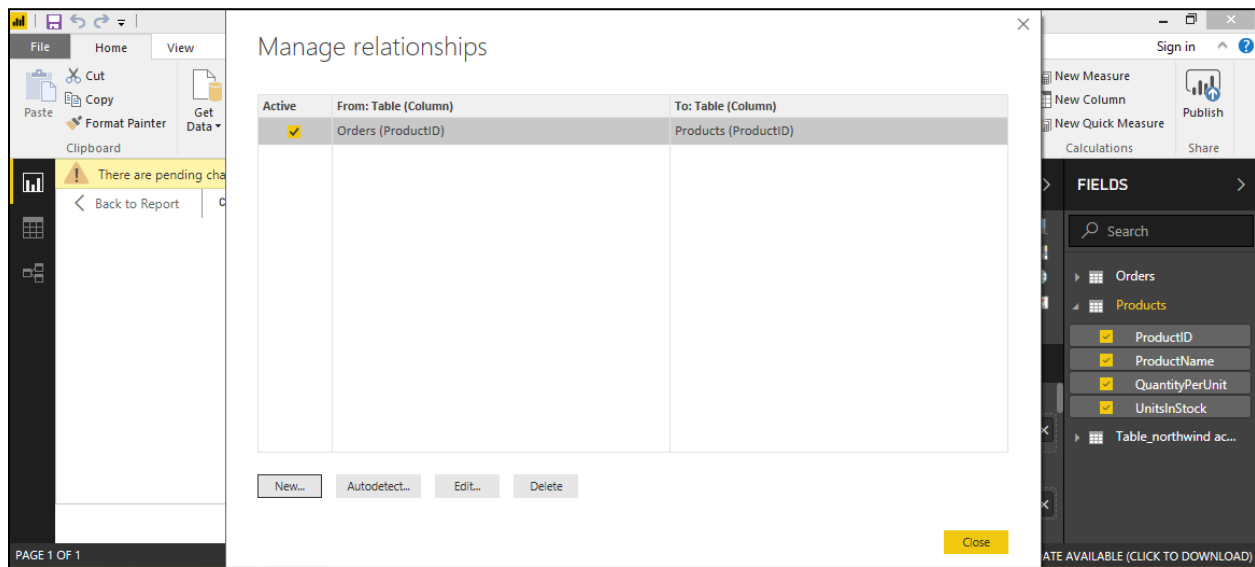 File
Home
View
Sign in
Paste
Cut
Copy
Format Painter
Get
Data
Clipboard
New Measure
New Column
New Quick Measure
Calculations
Publish
Share
There are pending cha
Back to Report
Manage relationships
Active
From: Table (Column)
To: Table (Column)
Orders (ProductID)
Products (ProductID)
New...
Autodetect...
Edit...
Delete
Close
FIELDS
Search
Orders
Products
ProductID
ProductName
QuantityPerUnit
UnitsInStock
Table_northwind ac...
PAGE 1 OF 1
ATE AVAILABLE (CLICK TO DOWNLOAD)